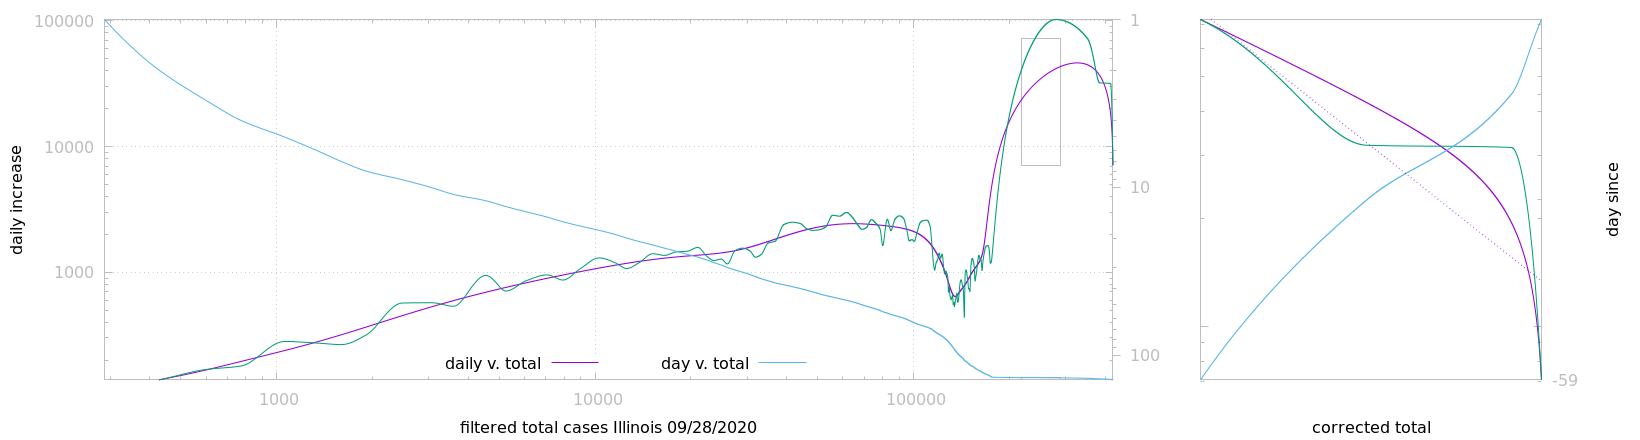 100000
10000
1000
daily increase
1
10
100
daily v. total
day v. total
1000
10000
100000
filtered total cases Illinois 09/28/2020
day since
-59
corrected total